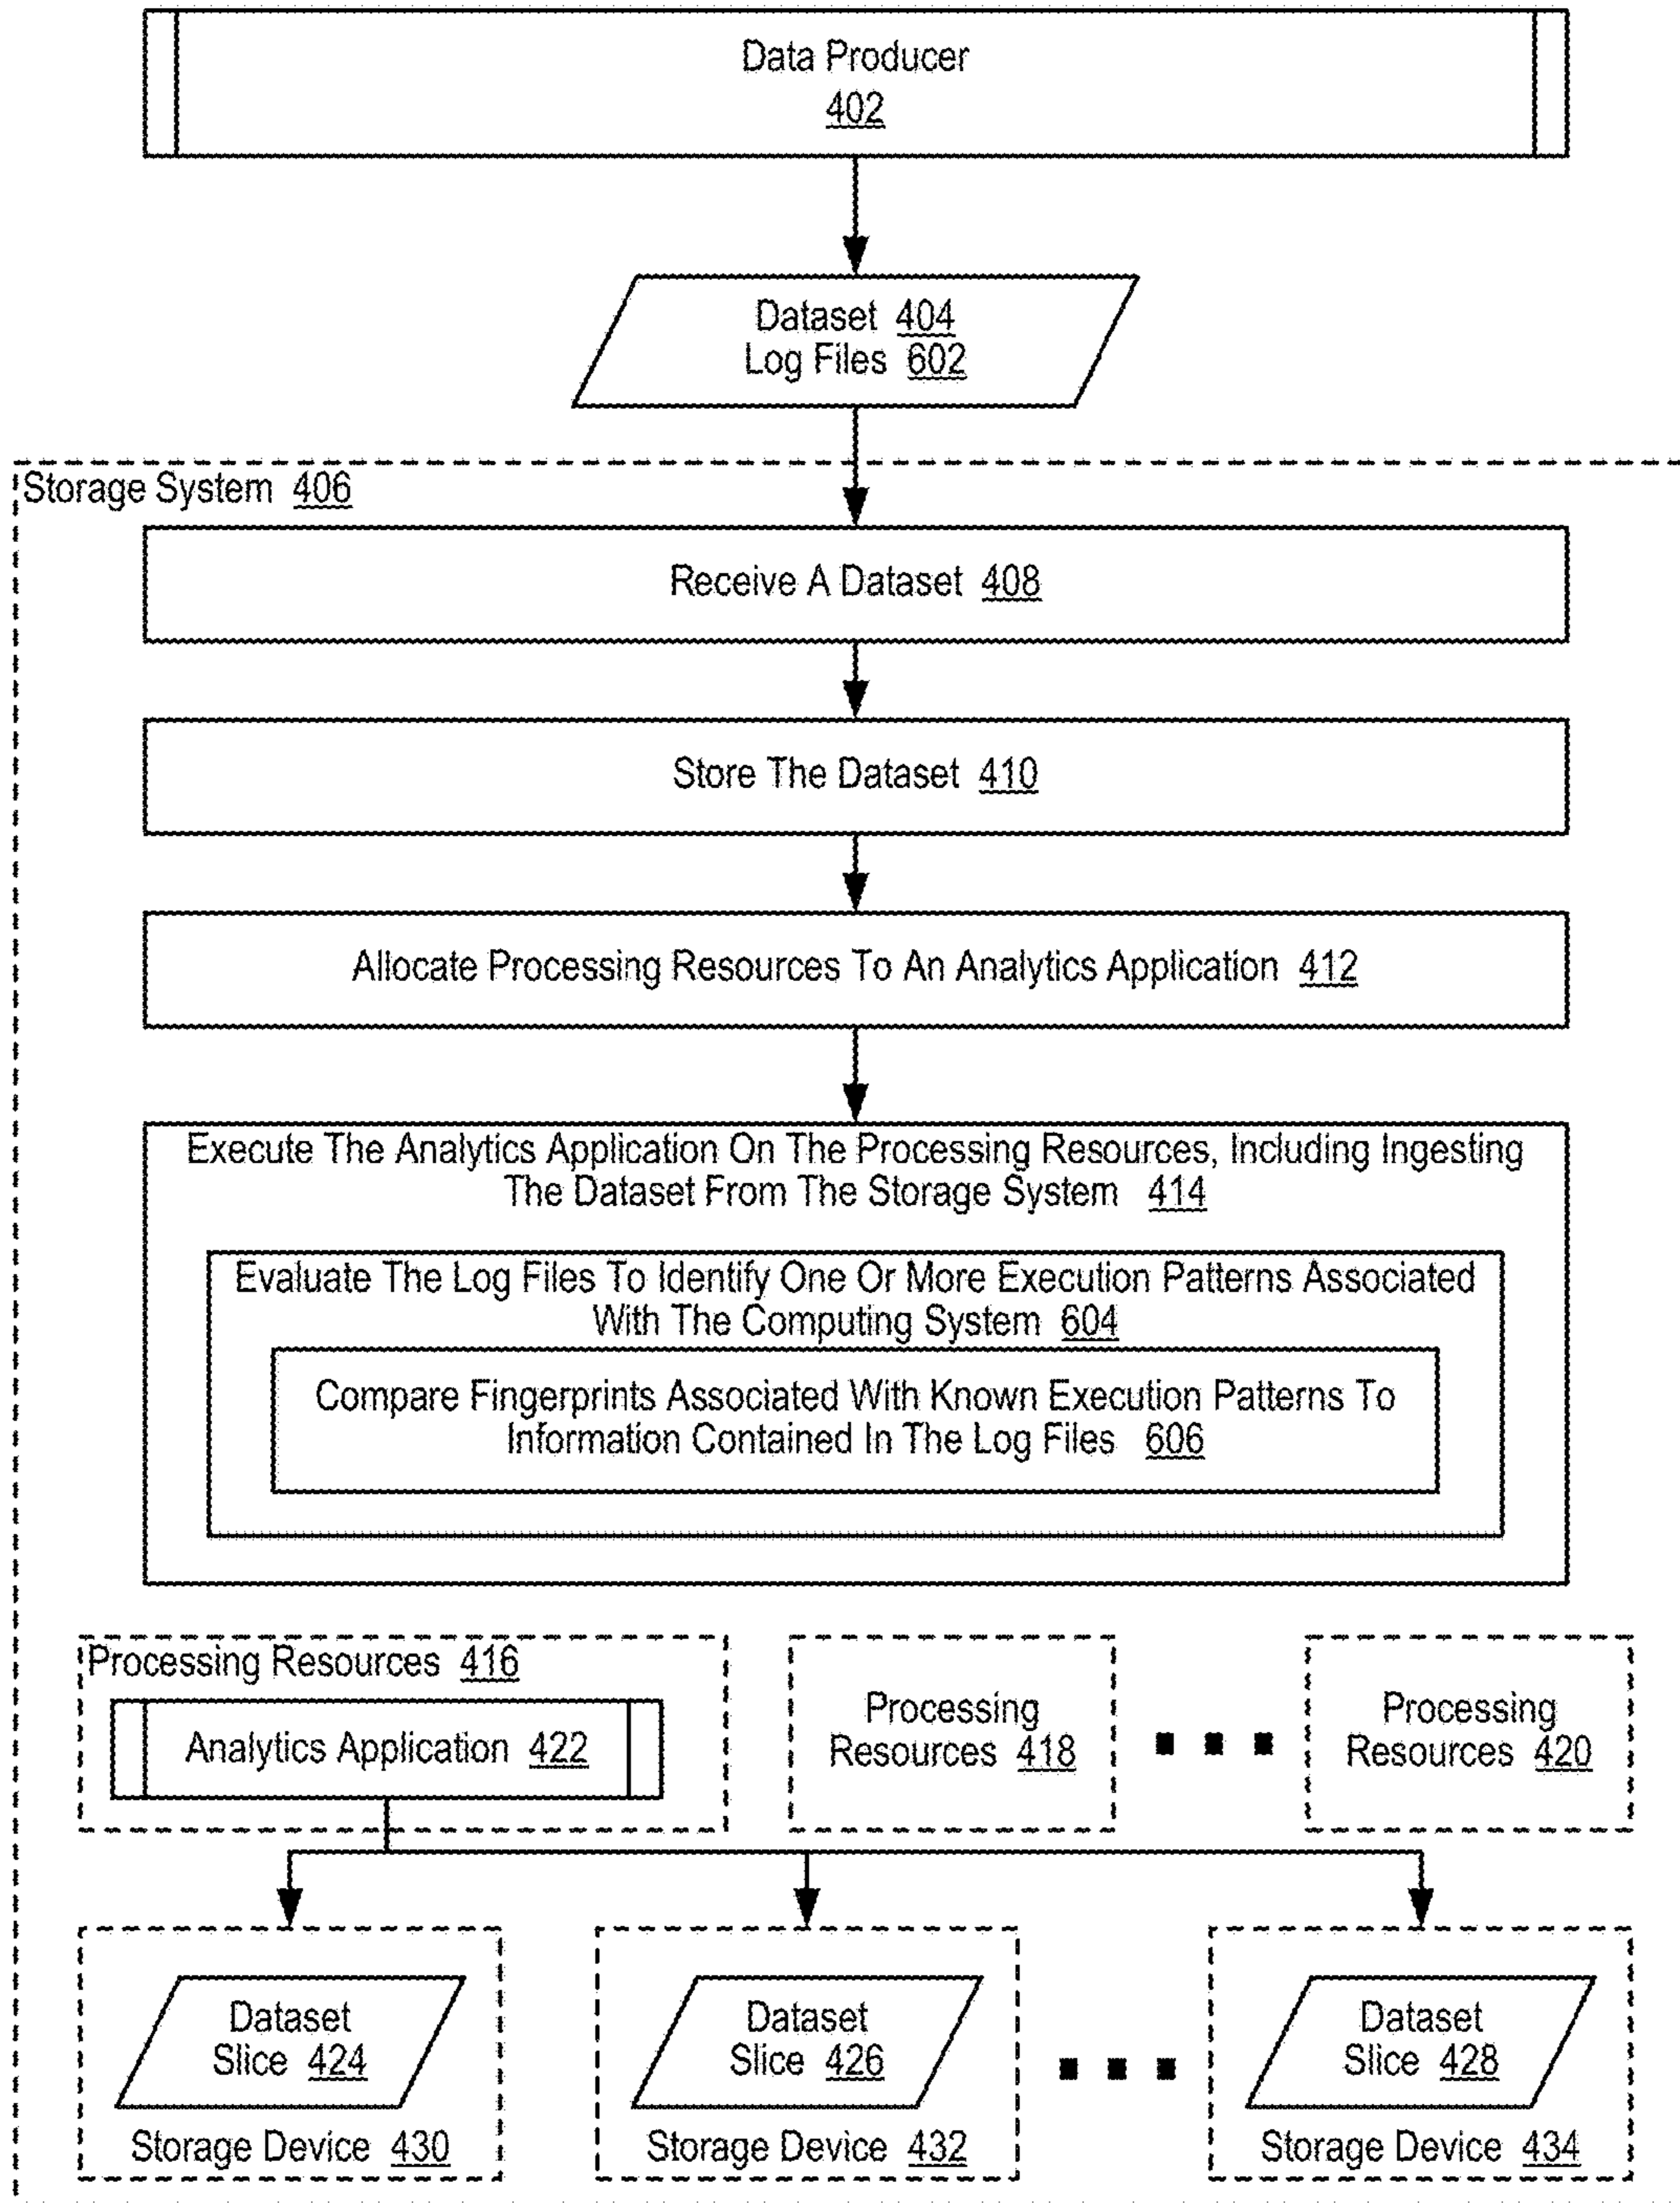 Data Producer
402
Dataset 404
Log Files 602
Storage System 406
Receive A Dataset 408
Store The Dataset 410
Allocate Processing Resources To An Analytics Application 412
Execute The Analytics Application On The Processing Resources, Including Ingesting
The Dataset From The Storage System 414
Evaluate The Log Files To Identify One Or More Execution Patterns Associated
With The Computing System 604
Compare Fingerprints Associated With Known Execution Patterns To
Information Contained In The Log Files 606
Processing Resources 416
Analytics Application 422
Processing
Resources 418
Processing
Resources 420
Dataset
Slice 424
Storage Device 430
Dataset
Slice 426
Storage Device 432
Dataset
Slice 428
Storage Device 434